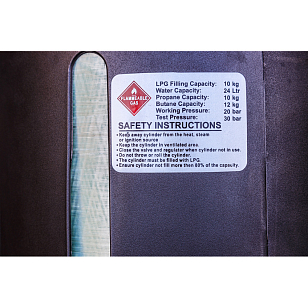 FLAMMEABLE
GAS
LPG Filling Capacity: 10 kg
Water Capacity: 24 Ltr
Propane Capacity: 10 kg
Butane Capacity: 12 kg
Working Pressure: 20 bar
Test Pressure: 30 bar
SAFETY INSTRUCTIONS
• Keep away cylinder from the heat, steam
or ignition source.
• Keep the cylinder in ventilated area.
• Close the valve and regulater when cylinder not in use.
• Do not threw or roll the cylinder.
• The cylinder must be filled with LPG.
• Ensure cylinder not fill more then 80% of the capacity.